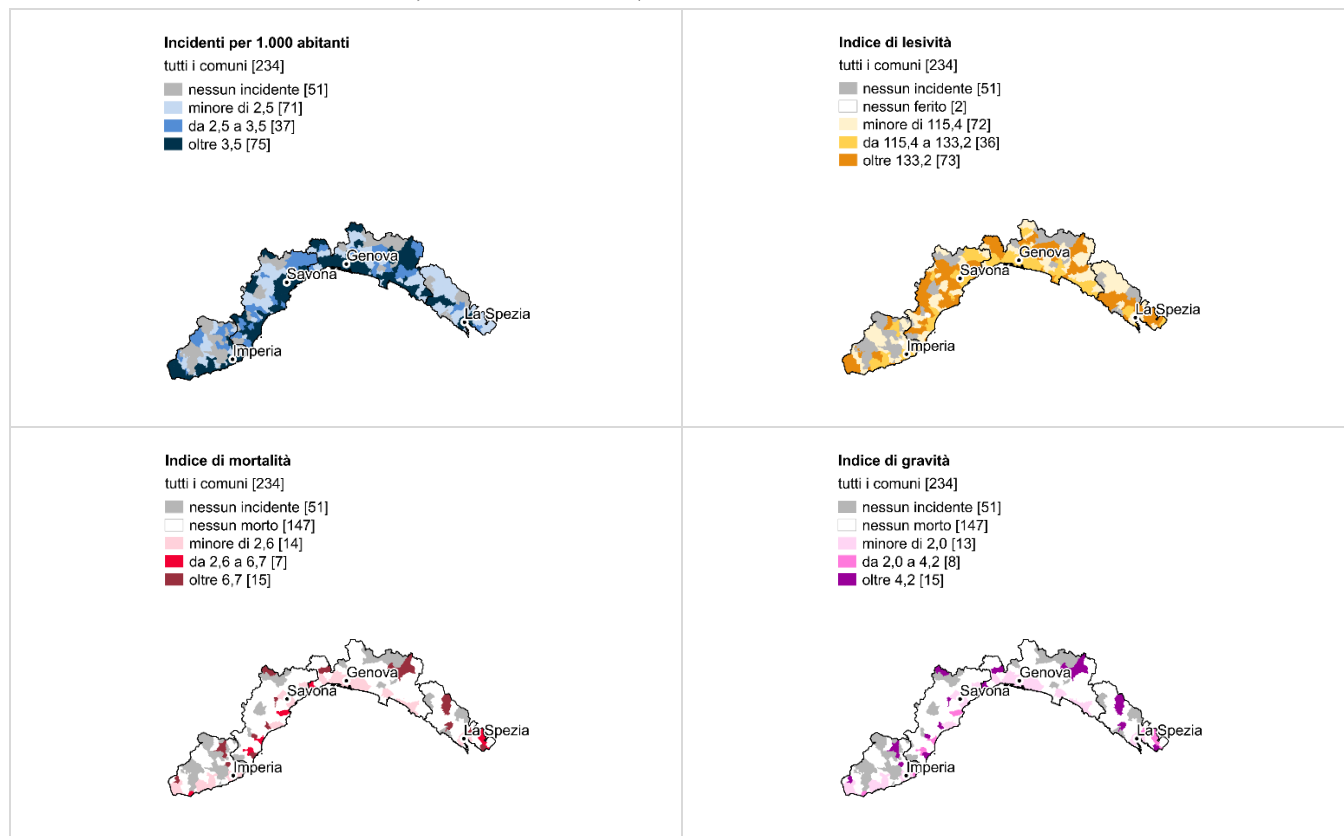 Incidenti per 1.000 abitanti
tutti i comuni [234]
nessun incidente [51]
minore di 2,5 [71]
da 2,5 a 3,5 [37]
oltre 3,5 [75]
Genova
Savona
La Spezia
Imperia
Indice di lesività
tutti i comuni [234]
nessun incidente [51]
nessun ferito [2]
minore di 115,4 [72]
da 115,4 a 133,2 [36]
oltre 133,2 [73]
Genova
Savona
La Spezia
Imperia
Indice di mortalità
tutti i comuni [234]
nessun incidente [51]
nessun morto [147]
minore di 2,6 [14]
da 2,6 a 6,7 [7]
oltre 6,7 [15]
Genova
Savona
La Spezia
Imperia
Indice di gravità
tutti i comuni [234]
nessun incidente [51]
nessun morto [147]
minore di 2,0 [13]
da 2,0 a 4,2 [8]
oltre 4,2 [15]
Genova
Savona
La Spezia
Imperia